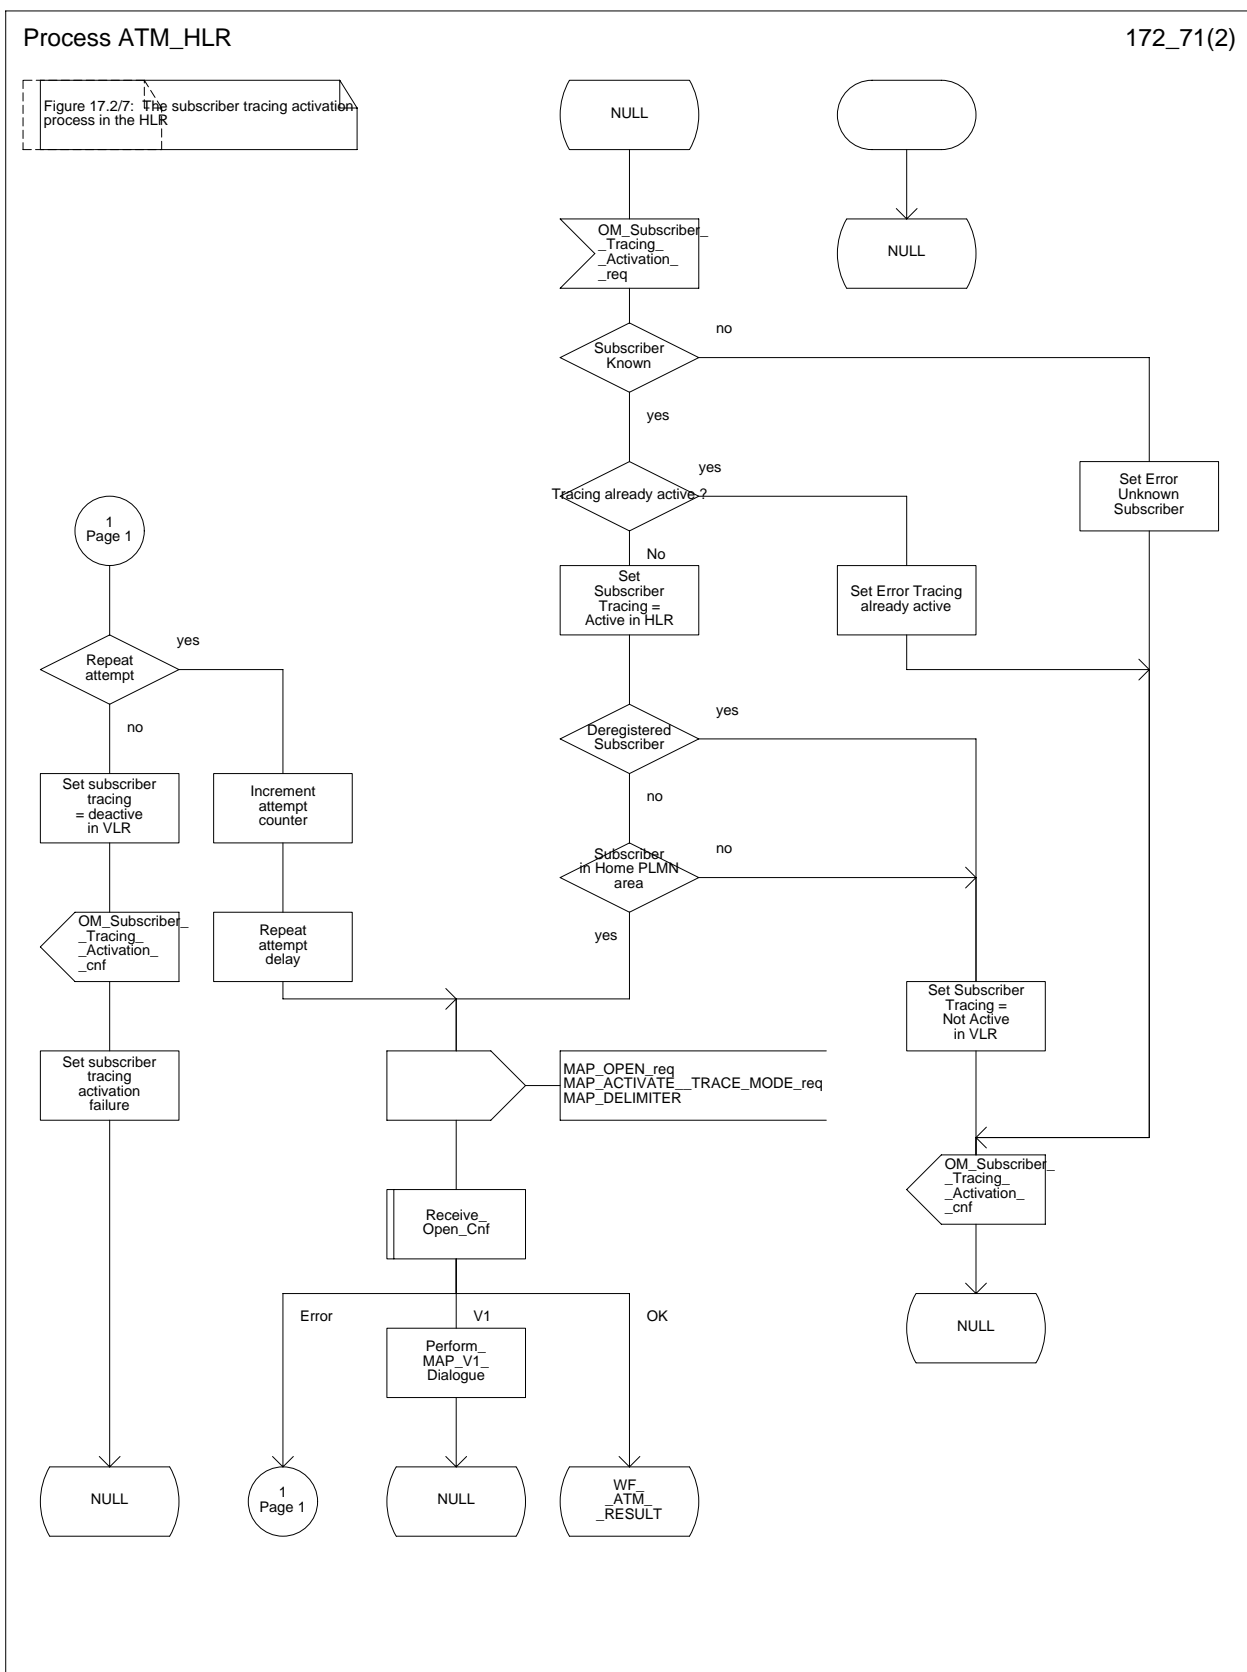 Process ATM_HLR
172_71(2)
Figure 17.2/7: The subscriber tracing activation
process in the HLR
NULL
OM_Subscriber_
_Tracing_
_Activation_
_req
NULL
Subscriber
Known
no
yes
Tracing already active ?
yes
No
Set Error
Unknown
Subscriber
1
Page 1
Set
Subscriber
Tracing =
Active in HLR
Set Error Tracing
already active
Repeat
attempt
yes
no
Deregistered
Subscriber
yes
no
Set subscriber
tracing
= deactive
in VLR
Increment
attempt
counter
Subscriber
in Home PLMN
area
no
yes
OM_Subscriber_
_Tracing_
_Activation_
_cnf
Repeat
attempt
delay
Set Subscriber
Tracing =
Not Active
in VLR
Set subscriber
tracing
activation
failure
MAP_OPEN_req
MAP_ACTIVATE__TRACE_MODE_req
MAP_DELIMITER
OM_Subscriber_
_Tracing_
_Activation_
_cnf
Receive_
Open_Cnf
Error
V1
OK
NULL
Perform_
MAP_V1_
Dialogue
NULL
1
Page 1
NULL
WF_
_ATM_
_RESULT